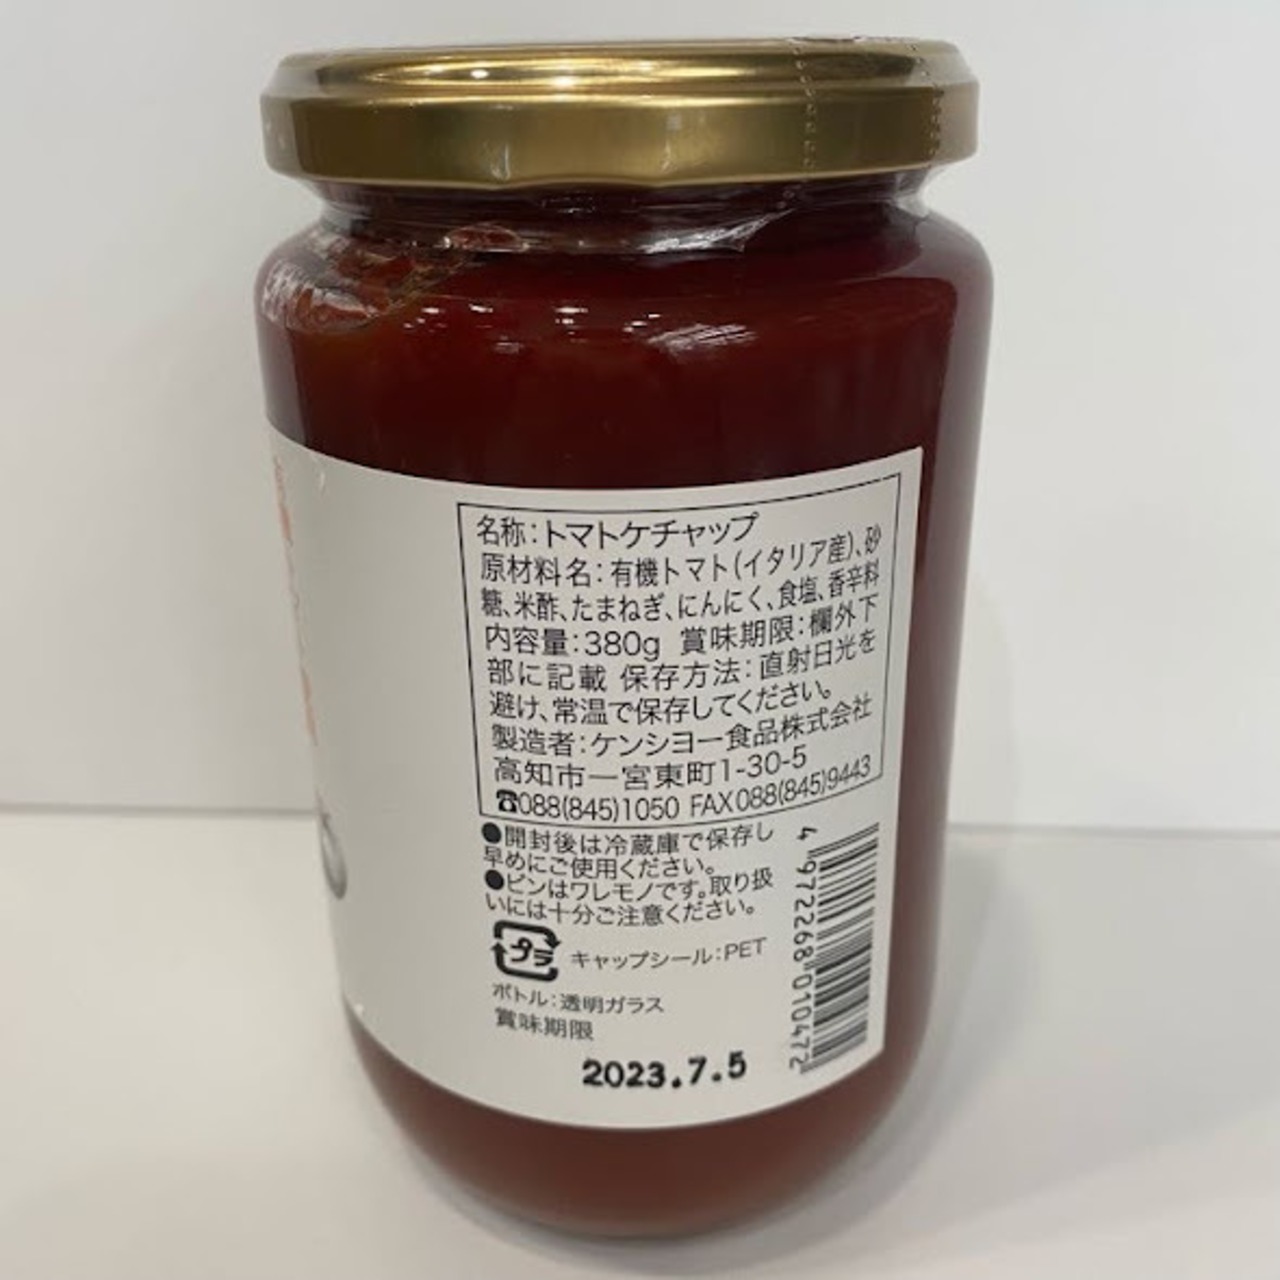 名称:トマトケチャップ
原材料名:有機トマト(イタリア産)、砂
糖、米酢、たまねぎ、にんにく、食塩、香辛料
内容量:380g 賞味期限:欄外下
部に記載 保存方法:直射日光を
避け、常温で保存してください。
製造者:ケンシヨー食品株式会社
高知市一宮東町1-30-5
☎088(845)1050 FAX088(845)9443
●開封後は冷蔵庫で保存し
早めにご使用ください。
●ビンはワレモノです。取り扱
いには十分ご注意ください。
プラ キャップシール:PET
ボトル:透明ガラス
賞味期限
2023.7.5
4972268010472